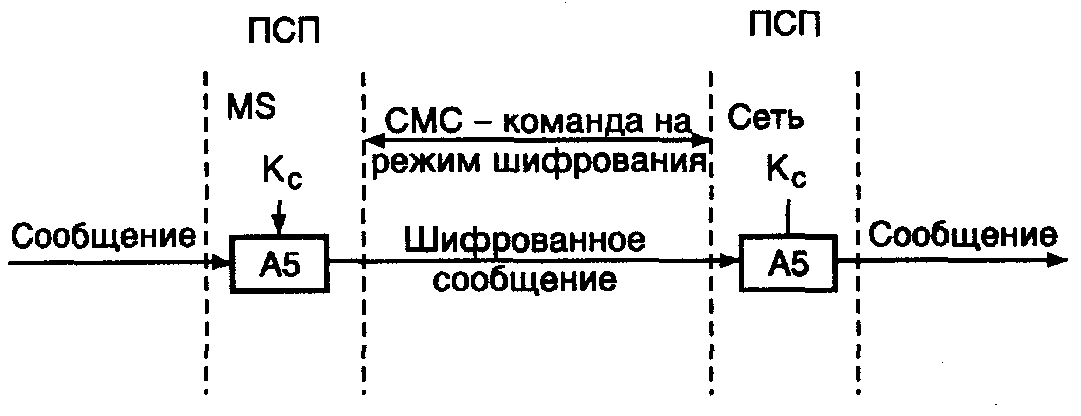 ПСП
ПСП
MS
СМС – команда на
режим шифрования
Сеть
Kc
Kc
Сообщение
A5
Шифрованное
сообщение
A5
Сообщение